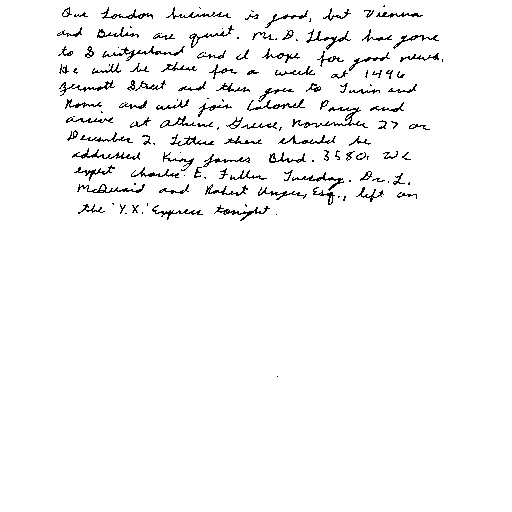 Our London business is good, but Vienna
and Berlin are quiet. Mr. D. Lloyd has gone
to Switzerland and I hope for good news.
He will be there for a week at 1496
Zermott Street and then goes to Turin and
Rome and will join Colonel Parry and
arrive at Athens, Greece, November 27 or
December 2. Letters there should be
addressed King James Blvd. 3580. We
expect Charles E. Fuller Tuesday. Dr. L.
McQuaid and Robert Unger, Esq., left on
the 'Y.X.' Express tonight.